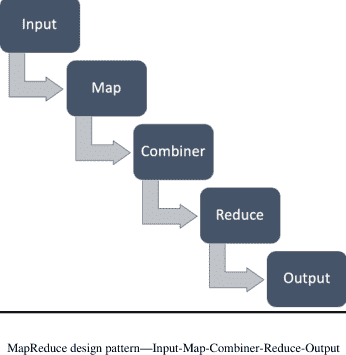 Input
Map
Combiner
Reduce
Output
MapReduce design pattern—Input-Map-Combiner-Reduce-Output